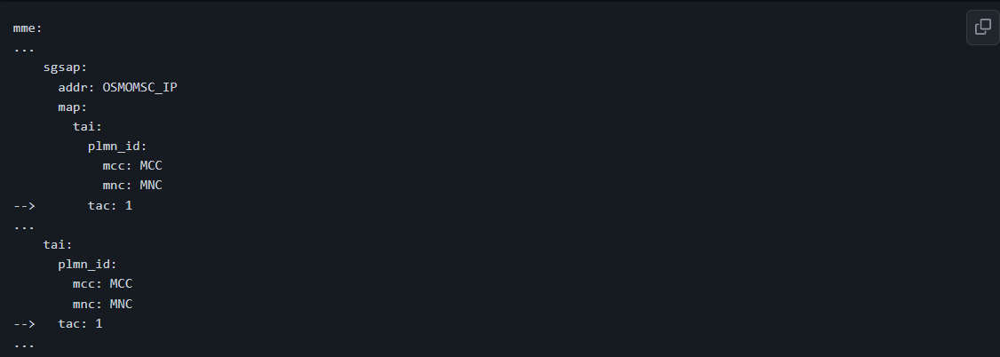 mme:
...
    sgsap:
      addr: OSMOMSC_IP
      map:
        tai:
          plmn_id:
            mcc: MCC
            mnc: MNC
-->       tac: 1
...
    tai:
      plmn_id:
        mcc: MCC
        mnc: MNC
-->   tac: 1
...